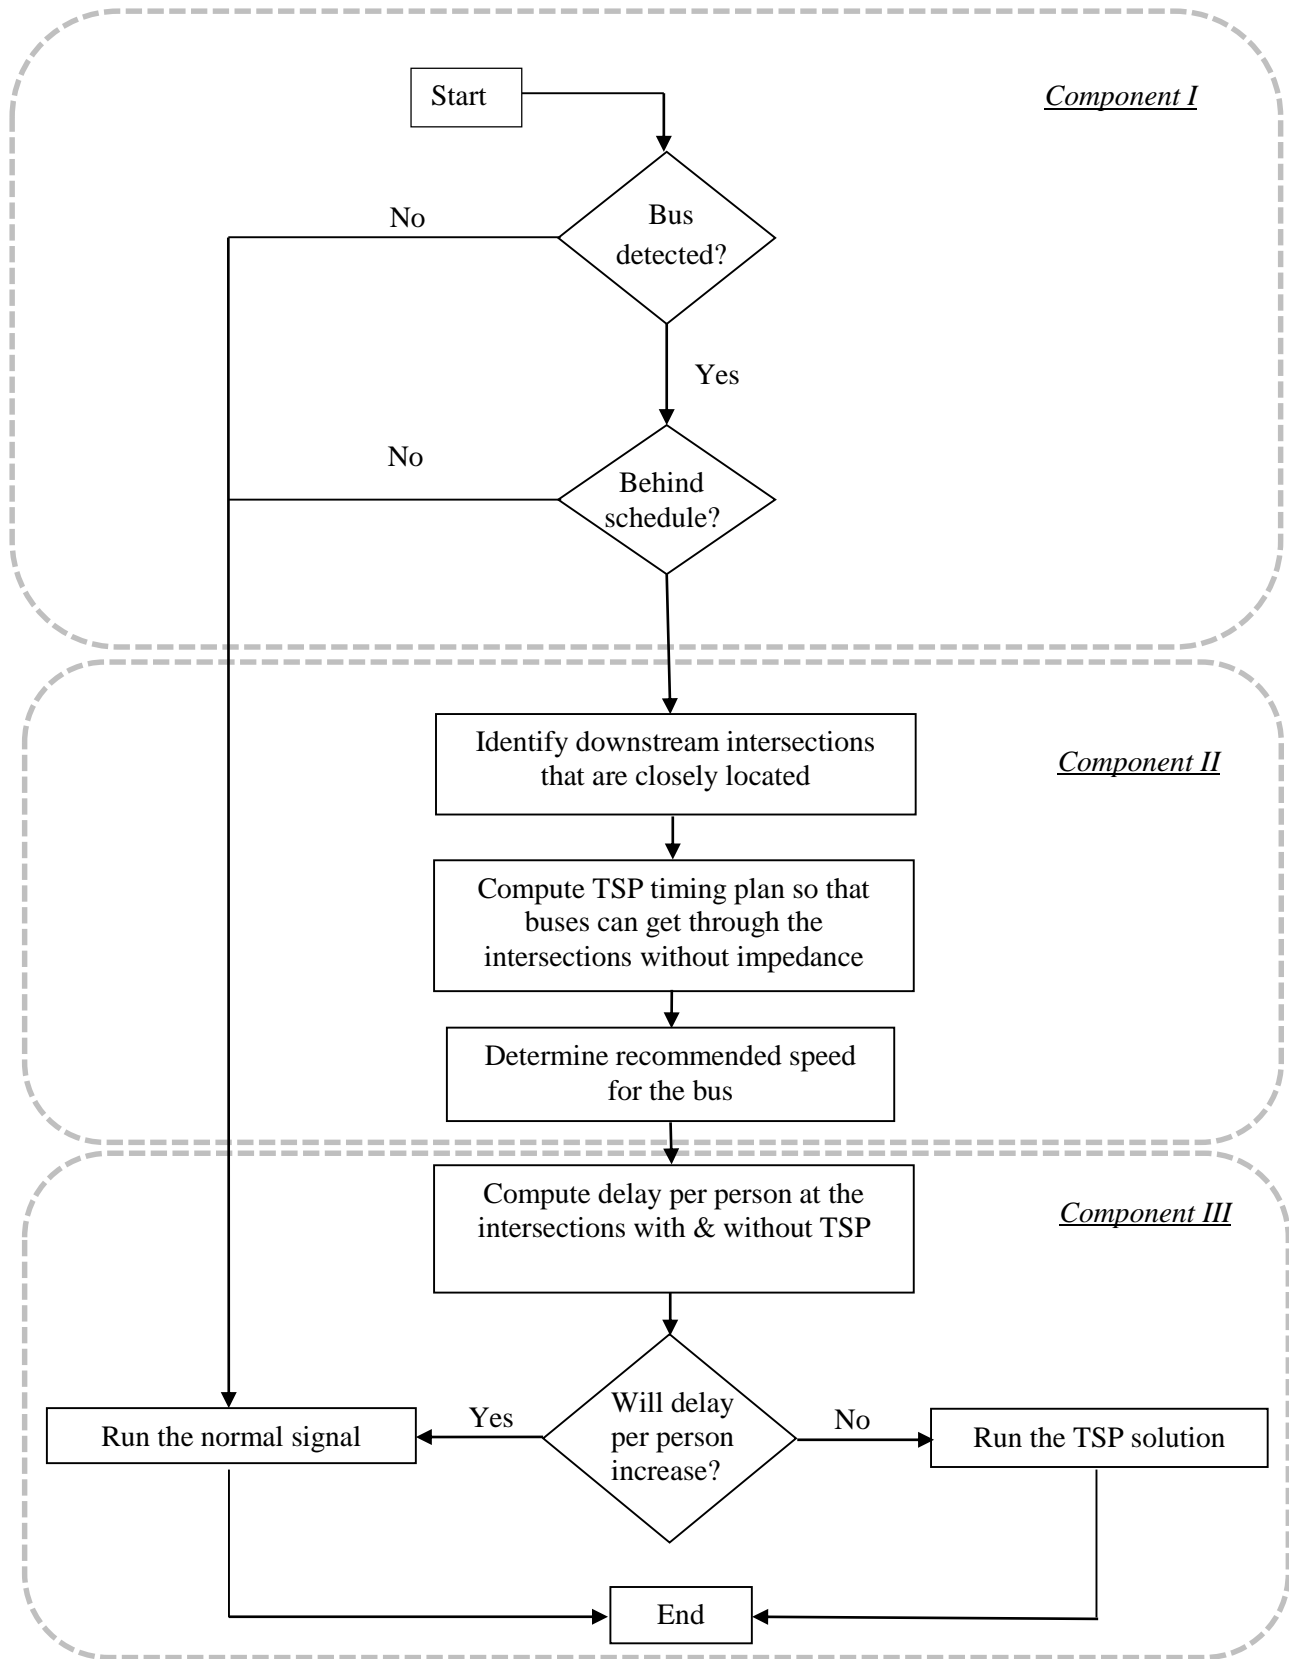 Start
Component I
Bus
detected?
No
Yes
No
Behind
schedule?
Identify downstream intersections
that are closely located
Component II
Compute TSP timing plan so that
buses can get through the
intersections without impedance
Determine recommended speed
for the bus
Compute delay per person at the
intersections with & without TSP
Component III
Will delay
per person
increase?
Yes
No
Run the normal signal
Run the TSP solution
End